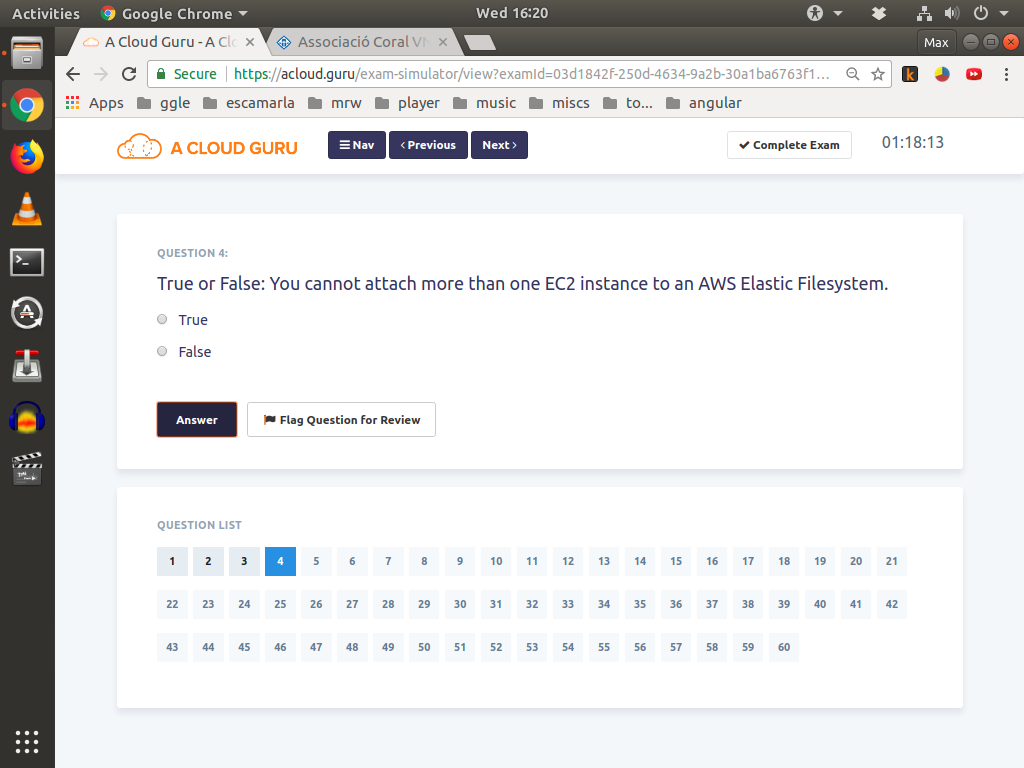 Activities Google Chrome Wed 16:20
A Cloud Guru - A Clo Associació Coral VN Max
Secure https://acloud.guru/exam-simulator/view?examId=03d1842f-250d-4634-9a2b-30a1ba6763f1...
Apps ggle escamarla mrw player music miscs to... angular
A CLOUD GURU Nav Previous Next Complete Exam 01:18:13
QUESTION 4:
True or False: You cannot attach more than one EC2 instance to an AWS Elastic Filesystem.
True
False
Answer Flag Question for Review
QUESTION LIST
1 2 3 4 5 6 7 8 9 10 11 12 13 14 15 16 17 18 19 20 21
22 23 24 25 26 27 28 29 30 31 32 33 34 35 36 37 38 39 40 41 42
43 44 45 46 47 48 49 50 51 52 53 54 55 56 57 58 59 60